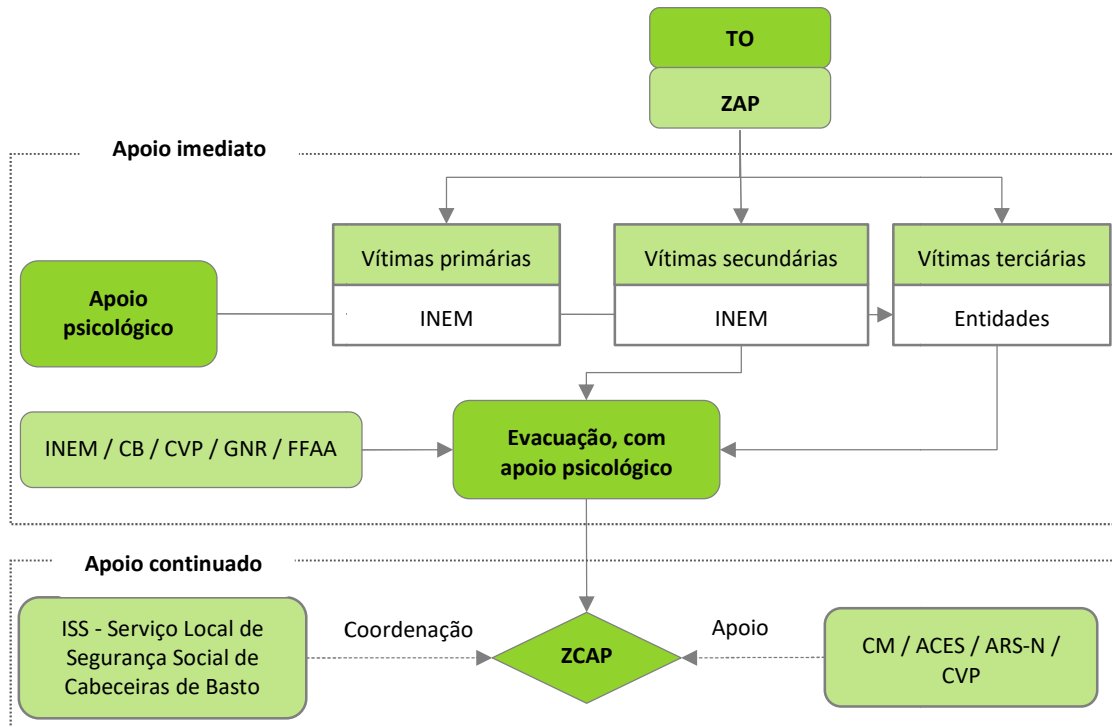 TO
ZAP
Apoio imediato
Vítimas primárias
Vítimas secundárias
Vítimas terciárias
Apoio
psicológico
INEM
INEM
Entidades
INEM / CB / CVP / GNR / FFAA
Evacuação, com
apoio psicológico
Apoio continuado
ISS - Serviço Local de
Segurança Social de
Cabeceiras de Basto
Coordenação
ZCAP
Apoio
CM / ACES / ARS-N /
CVP